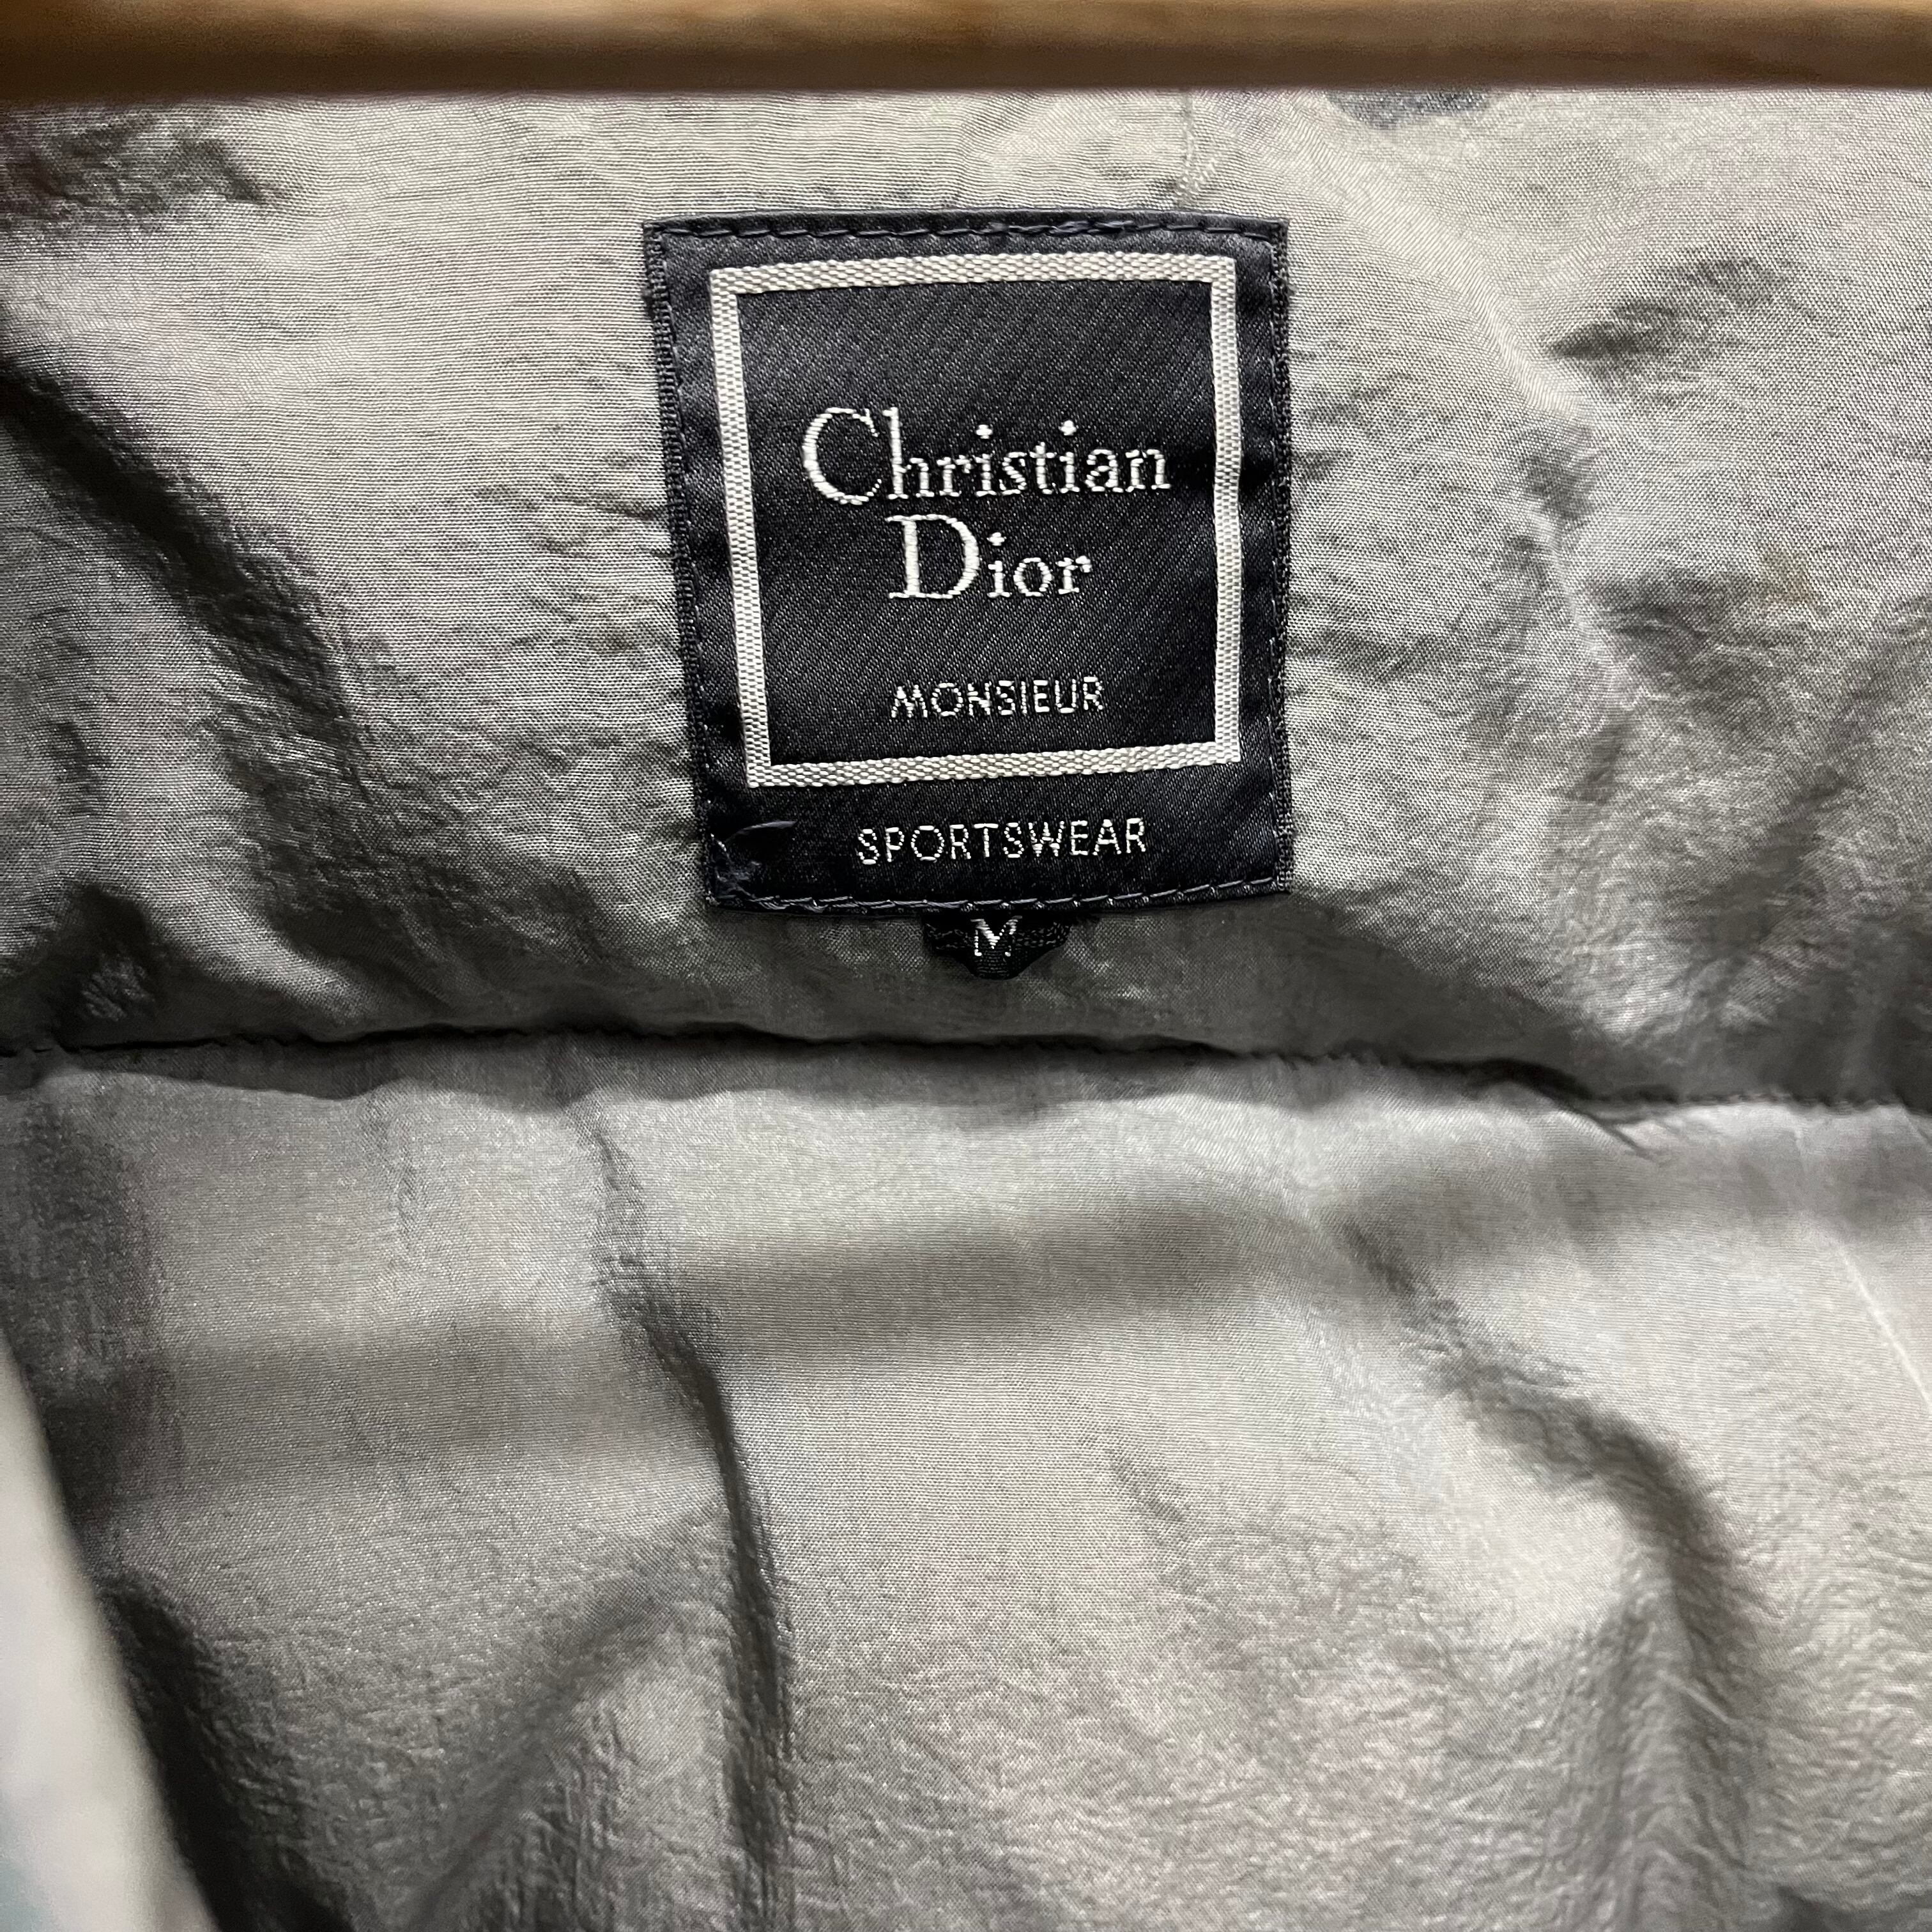 Christian
Dior
MONSIEUR
SPORTSWEAR
M